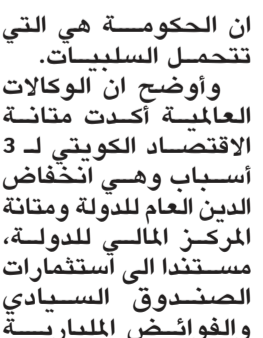 ان الحكومة هي التي
تتحمل السلبيات.
وأوضح ان الوكالات
العالمية أكدت متانة
الاقتصاد الكويتي لـ 3
أسباب وهي انخفاض
الدين العام للدولة ومتانة
المركز المالي للدولة،
مستندا الى استثمارات
الصندوق السيادي
والفوائض المليارية